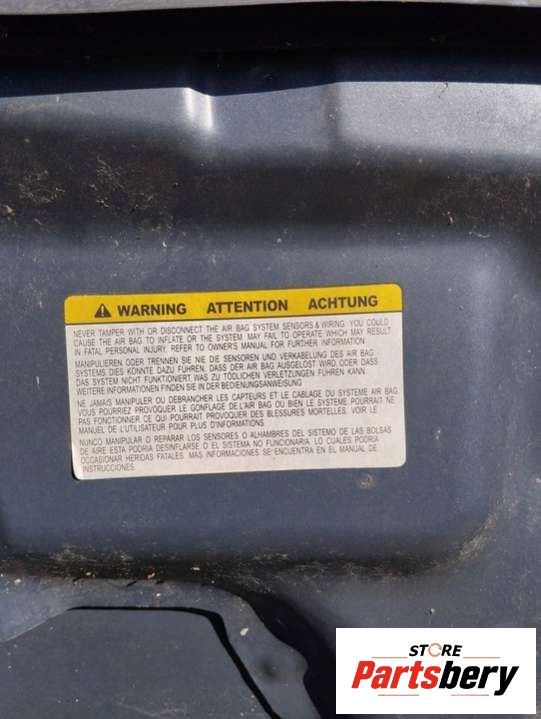 WARNING ATTENTION ACHTUNG
NEVER TAMPER WITH OR DISCONNECT THE AIR BAG SYSTEM SENSORS & WIRING. YOU COULD
CAUSE THE AIR BAG TO INFLATE OR THE SYSTEM MAY FAIL TO OPERATE WHICH MAY RESULT
IN FATAL PERSONAL INJURY. REFER TO OWNER'S MANUAL FOR FURTHER INFORMATION
MANIPULIEREN ODER TRENNEN SIE NIE DIE SENSOREN UND VERKABELUNG DES AIR BAG
SYSTEMS DIES KÖNNTE DAZU FÜHREN, DASS DER AIR BAG AUSGELÖST WIRD, ODER DASS
DAS SYSTEM NICHT FUNKTIONIERT, WAS ZU TÖDLICHEN VERLETZUNGEN FÜHREN KANN.
WEITERE INFORMATIONEN FINDEN SIE IN DER BEDIENUNGSANWEISUNG
NE JAMAIS MANIPULER OU DEBRANCHER LES CAPTEURS ET LE CABLAGE DU SYSTEME AIR BAG
VOUS POURRIEZ PROVOQUER LE GONFLAGE DE L'AIR BAG OU BIEN LE SYSTEME POURRAIT NE
PAS FONCTIONNER CE QUI POURRAIT PROVOQUER DES BLESSURES MORTELLES. VOIR LE
MANUEL DE L'UTILISATEUR POUR PLUS D'INFORMATIONS.
NUNCO MANIPULAR O REPARAR LOS SENSORS O ALHAMBRES DEL SISTEMO DE LAS BOLSAS
DE AIRE ESTA PODRIA DESINFLARSE O EL SISTEMA NO FUNCIONARIA, LO CUALES PODRIA
OCCASIONAR HERIDAS FATALES. MAS INFORMACIONES SE ENCUENTRA EN EL MANUAL DE
INSTRUCCIONES.
STORE
Partsbery